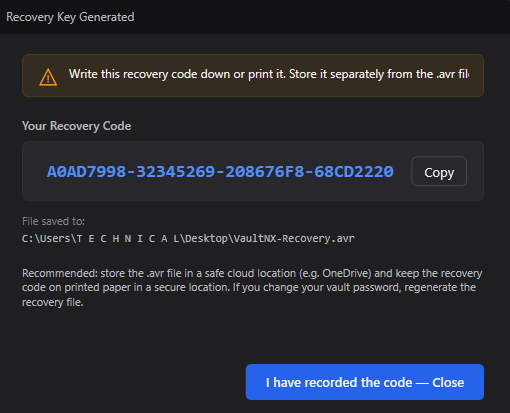 Recovery Key Generated
Write this recovery code down or print it. Store it separately from the .avr fil
Your Recovery Code
A0AD7998-32345269-208676F8-68CD2220
Copy
File saved to:
C:\Users\T E C H N I C A L\Desktop\VaultNX-Recovery.avr
Recommended: store the .avr file in a safe cloud location (e.g. OneDrive) and keep the recovery
code on printed paper in a secure location. If you change your vault password, regenerate the
recovery file.
I have recorded the code — Close